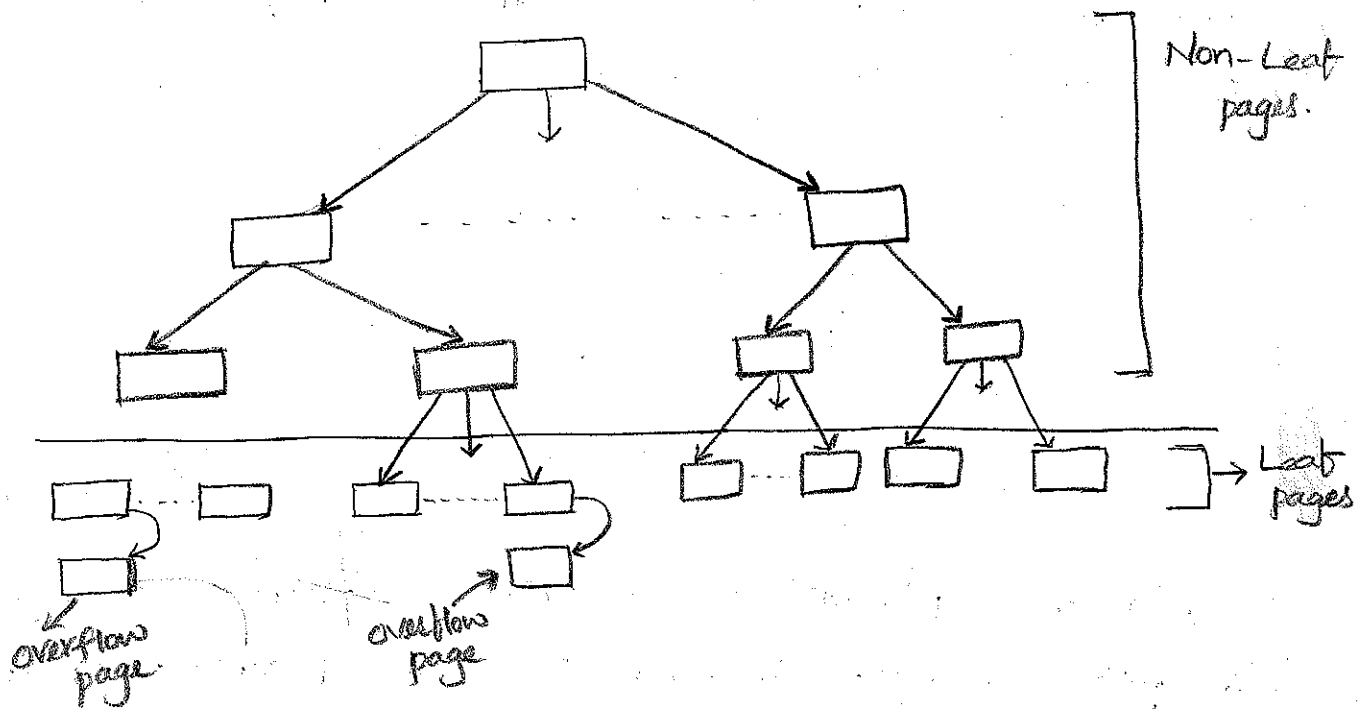 Non-Leaf
pages.
Leaf
pages
overflow
page.
overflow
page